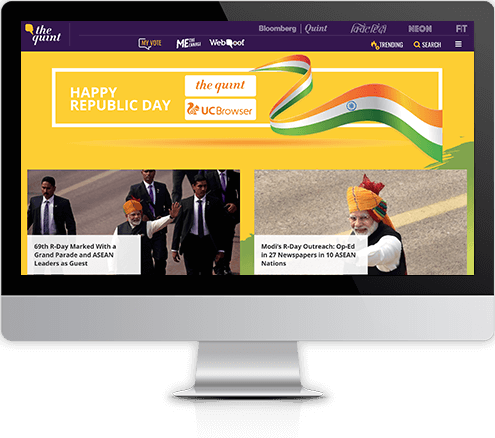 the quint
Bloomberg | Quint
क्विंट हिंदी
NEON
FIT
MY VOTE
ME THE CHANGE
WebQoof
TRENDING
SEARCH
HAPPY
REPUBLIC DAY
the quint
UC Browser
69th R-Day Marked With a
Grand Parade and ASEAN
Leaders as Guest
Modi's R-Day Outreach: Op-Ed
in 27 Newspapers in 10 ASEAN
Nations